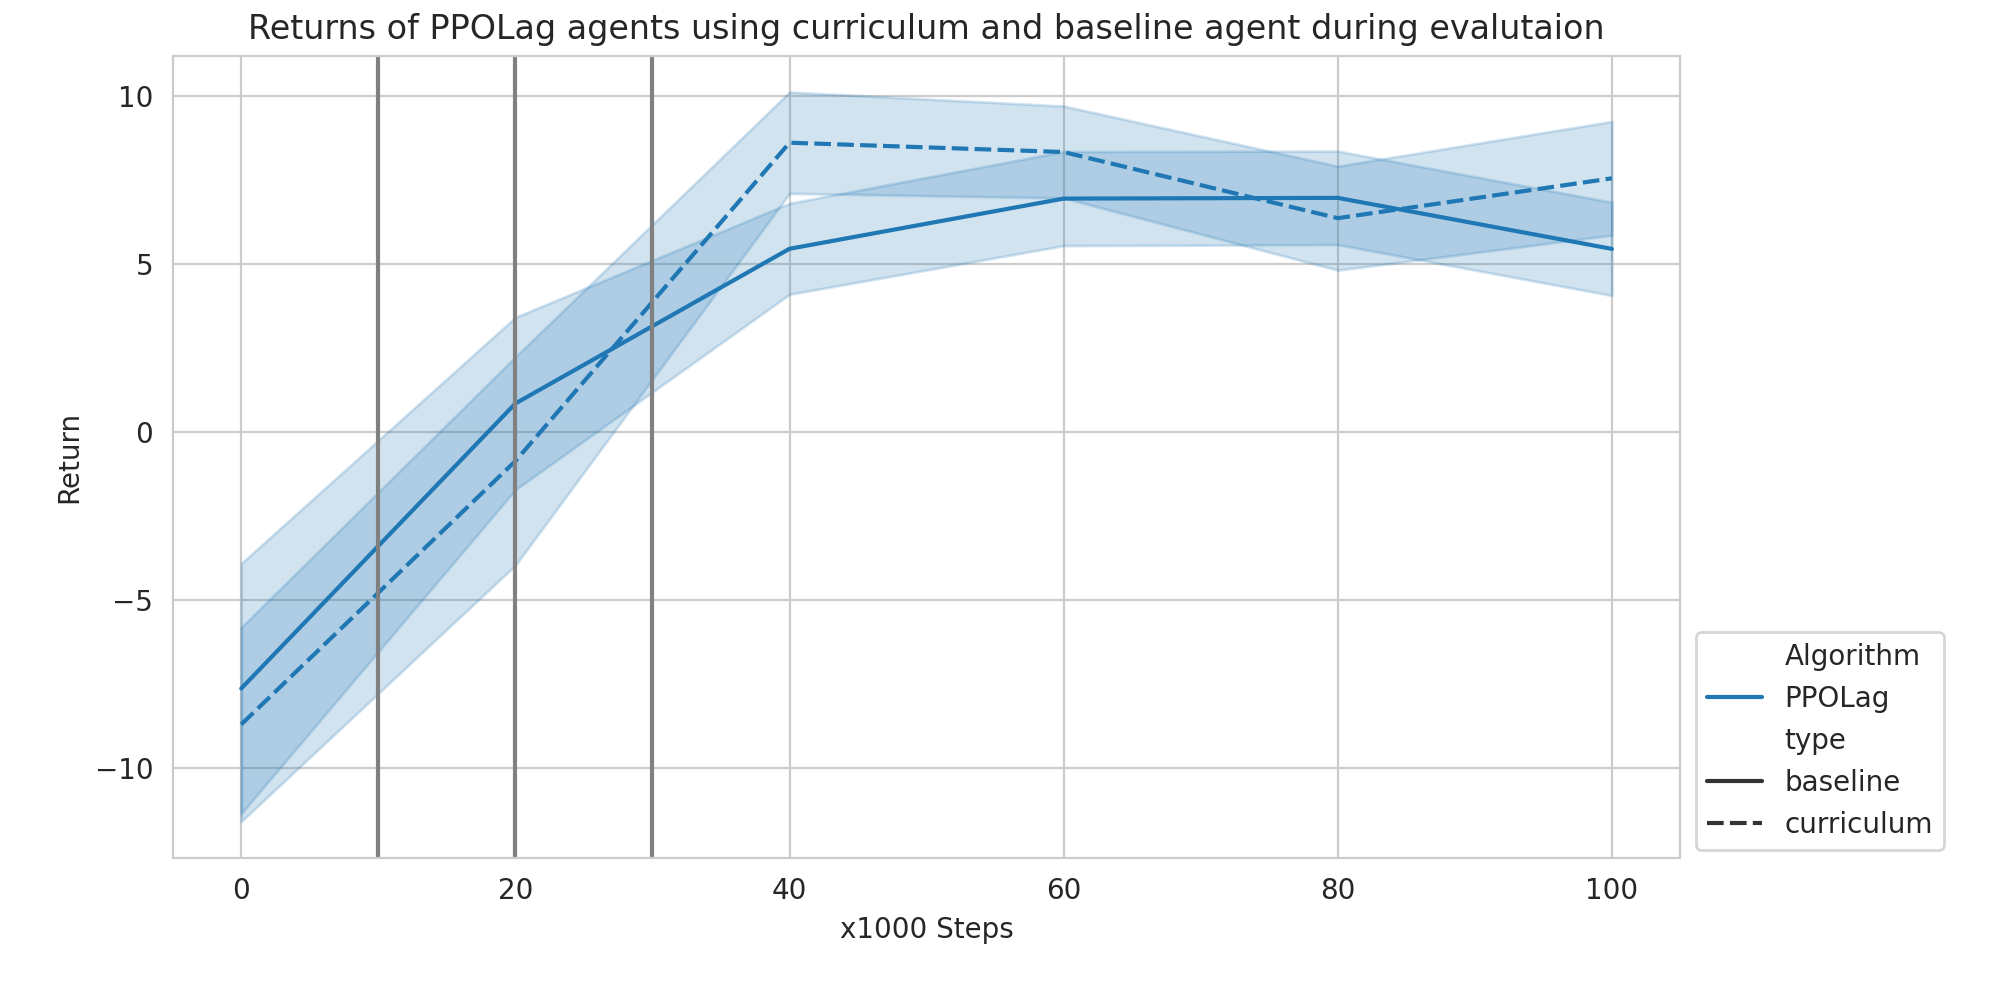 Returns of PPOLag agents using curriculum and baseline agent during evalutaion
10
5
0
−5
−10
Return
0 20 40 60 80 100
x1000 Steps
Algorithm
PPOLag
type
baseline
curriculum